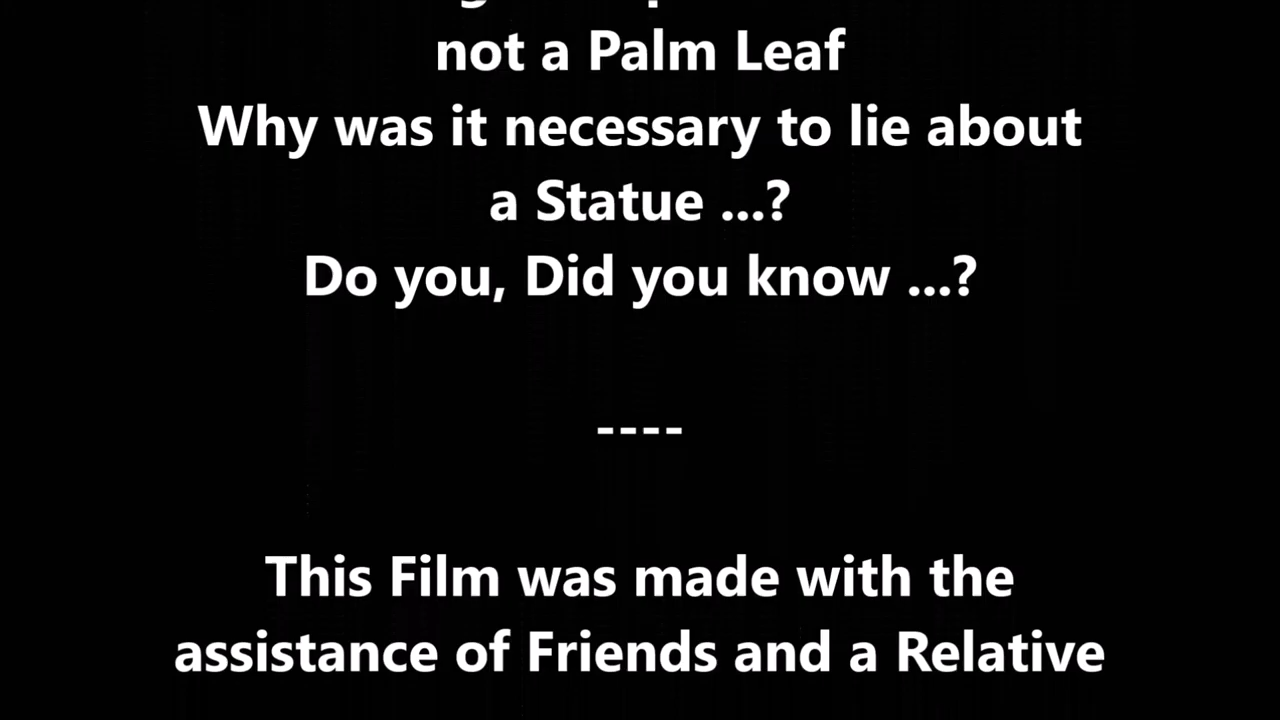 not a Palm Leaf
Why was it necessary to lie about
a Statue ...?
Do you, Did you know ...?
----
This Film was made with the
assistance of Friends and a Relative